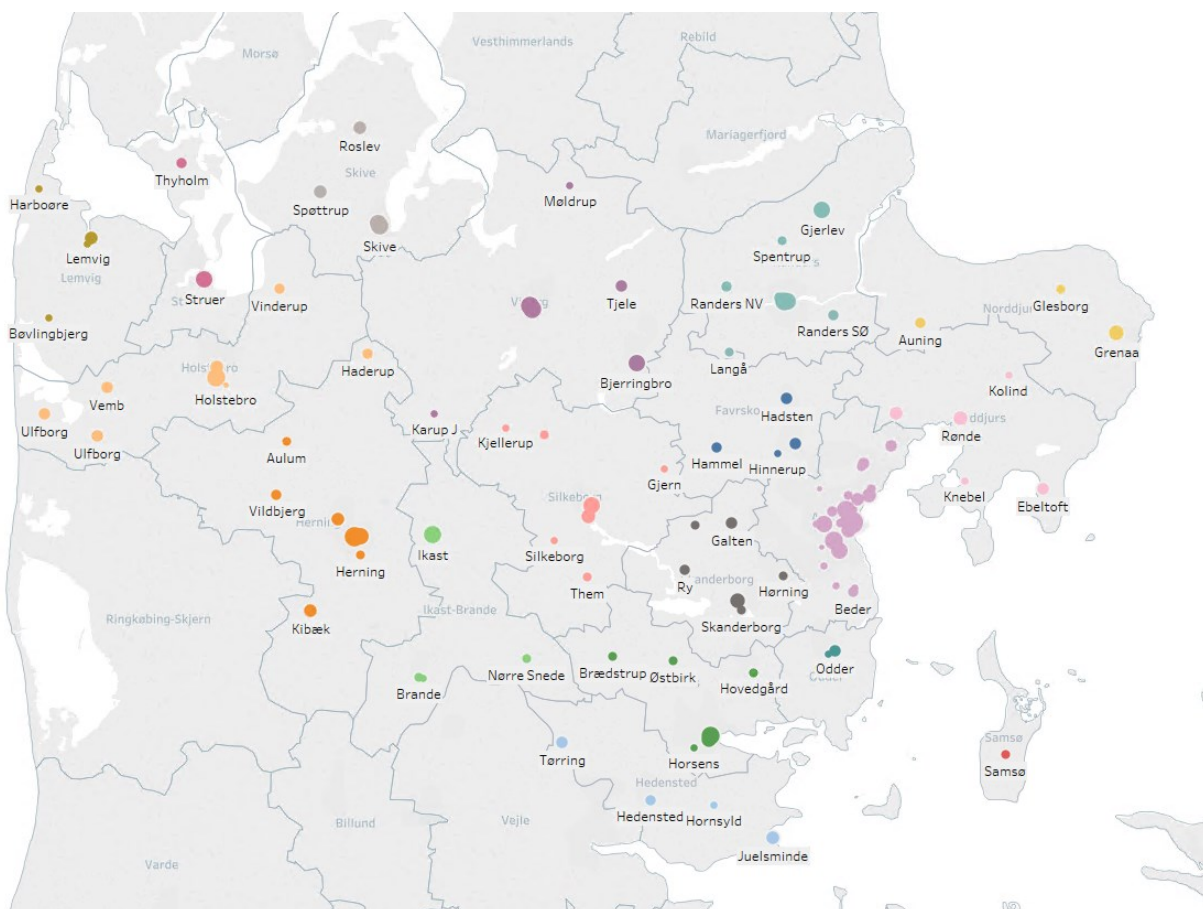 Morsø
Vesthimmerlands
Rebild
Mariagerfjord
Roslev
Skive
Thyholm
Harboøre
Spøttrup
Møldrup
Skive
Gjerlev
Spentrup
Lemvig
Lemvig
Struer
Vinderup
Tjele
Randers NV
Randers SØ
Glesborg
Norddjurs
Auning
Grenaa
Bøvlingbjerg
Haderup
Bjerringbro
Langå
Kolind
Holstebro
Vemb
Ulfborg
Ulfborg
Karup J
Kjellerup
Hadsten
Rønde
Aulum
Hammel
Hinnerup
Gjern
Knebel
Ebeltoft
Vildbjerg
Silkeborg
Herning
Galten
Ikast
Silkeborg
Herning
Them
Ry
Hørning
Beder
Skanderborg
Ikast-Brande
Ringkøbing-Skjern
Kibæk
Nørre Snede
Brædstrup
Østbirk
Hovedgård
Odder
Brande
Tørring
Horsens
Samsø
Samsø
Hedensted
Hedensted
Hornsyld
Billund
Vejle
Juelsminde
Varde